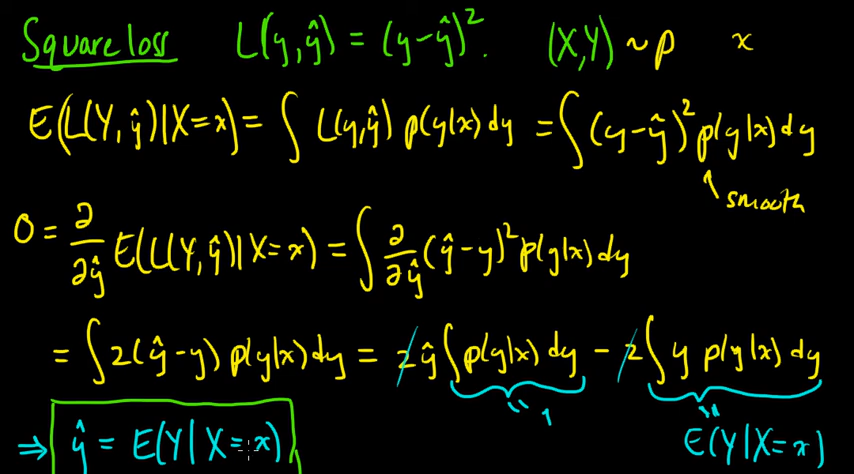 Square loss L(y,ŷ) = (y-ŷ)². (X,Y) ~ p x
E(L(Y,ŷ)|X=x) = ∫ L(y,ŷ) p(y|x) dy = ∫ (y-ŷ)² p(y|x) dy
smooth
0 = ∂/∂ŷ E(L(Y,ŷ)|X=x) = ∫ ∂/∂ŷ (ŷ-y)² p(y|x) dy
= ∫ 2(ŷ-y) p(y|x) dy = 2ŷ ∫ p(y|x) dy - 2 ∫ y p(y|x) dy
" 1 " E(Y|X=x)
⇒ ŷ = E(Y|X=x)